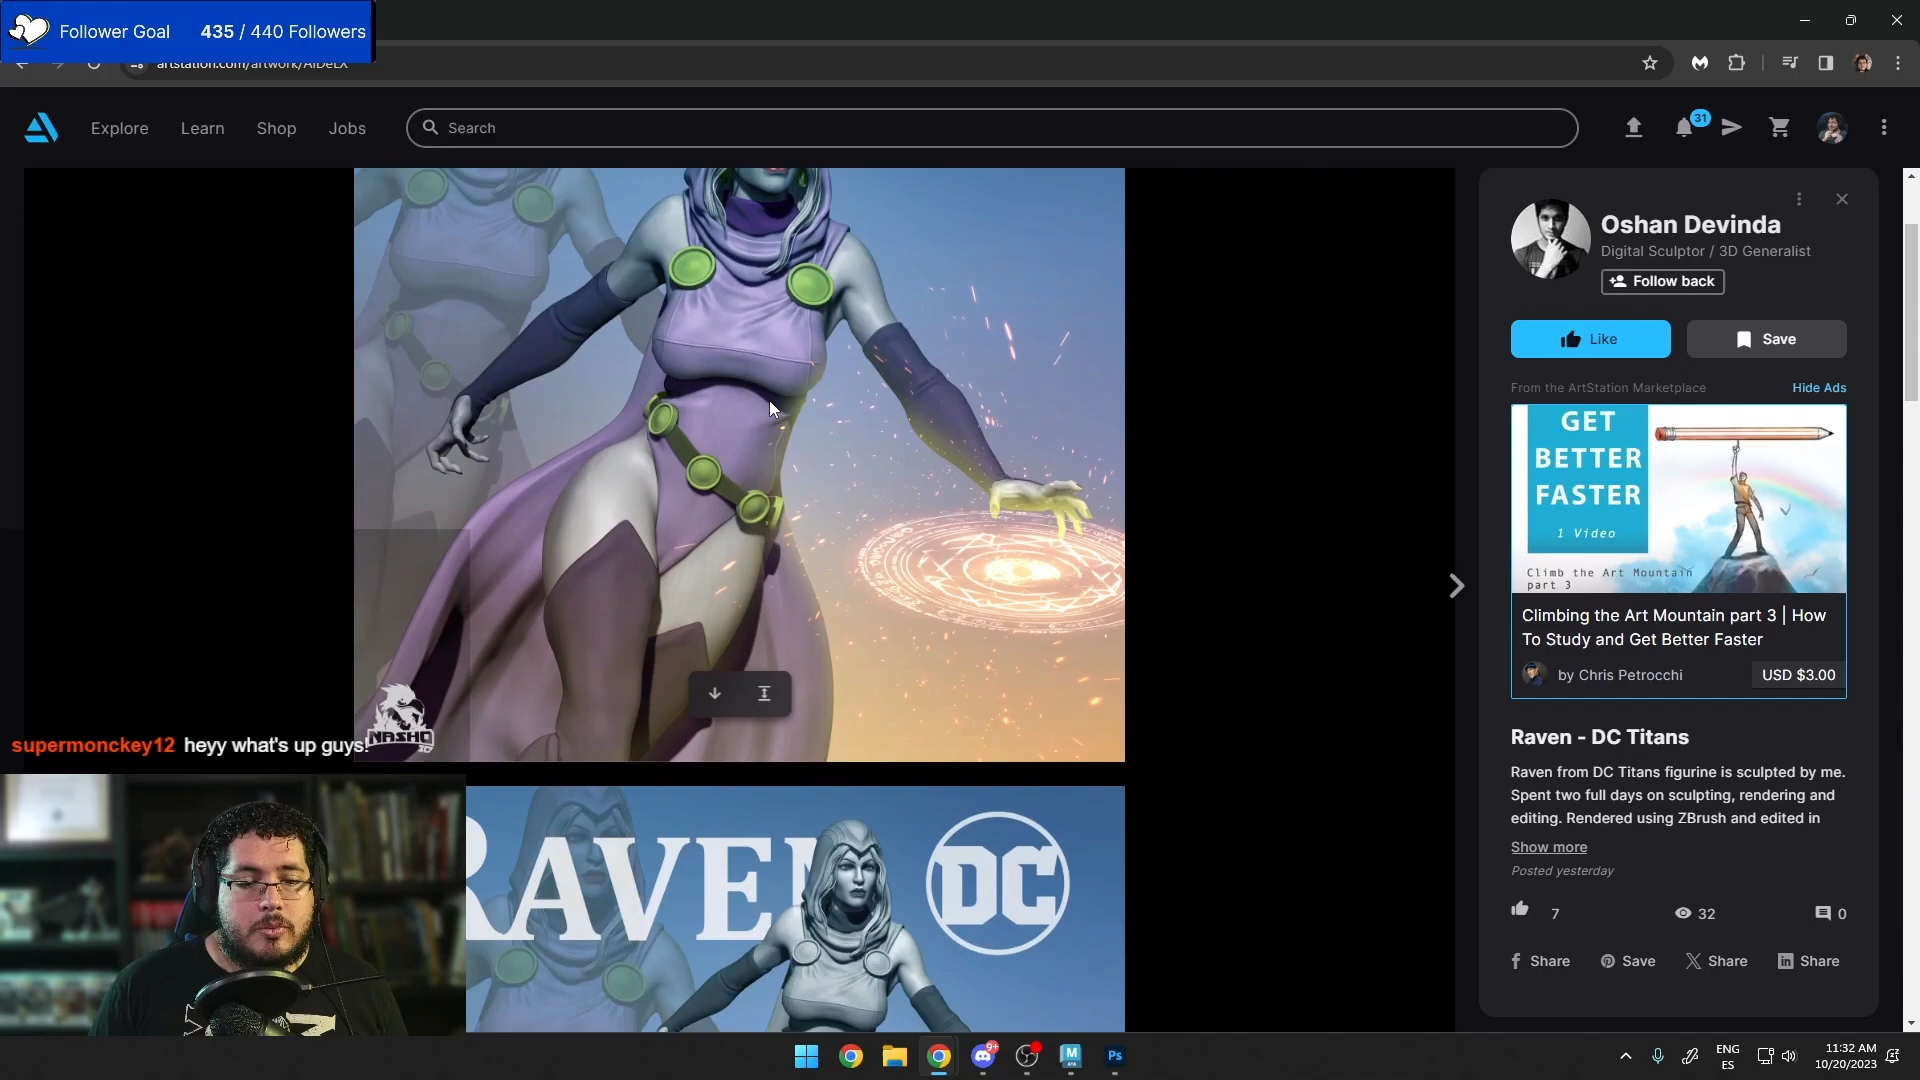 Follower Goal 435 / 440 Followers
artstation.com/artwork/AlDeLX
Explore Learn Shop Jobs
Search
31
Oshan Devinda
Digital Sculptor / 3D Generalist
Follow back
Like
Save
From the ArtStation Marketplace
Hide Ads
GET
BETTER
FASTER
1 Video
Climb the Art Mountain
part 3
Climbing the Art Mountain part 3 | How
To Study and Get Better Faster
by Chris Petrocchi
USD $3.00
NASHO
3D
supermonckey12 heyy what's up guys!
Raven - DC Titans
Raven from DC Titans figurine is sculpted by me.
Spent two full days on sculpting, rendering and
editing. Rendered using ZBrush and edited in
Show more
Posted yesterday
7
32
0
Share
Save
Share
Share
RAVEN
DC
9+
M
Ps
ENG
ES
11:32 AM
10/20/2023